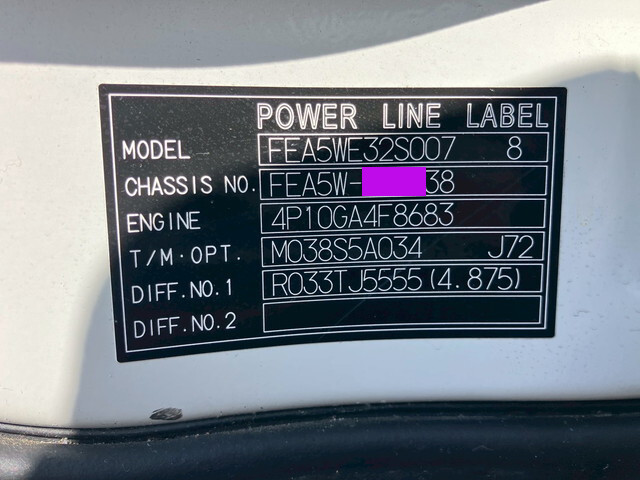 POWER LINE LABEL
MODEL FEA5WE32S007 8
CHASSIS NO. FEA5W- 38
ENGINE 4P10GA4F8683
T/M·OPT. M038S5A034 J72
DIFF.NO.1 R033TJ5555(4.875)
DIFF.NO.2